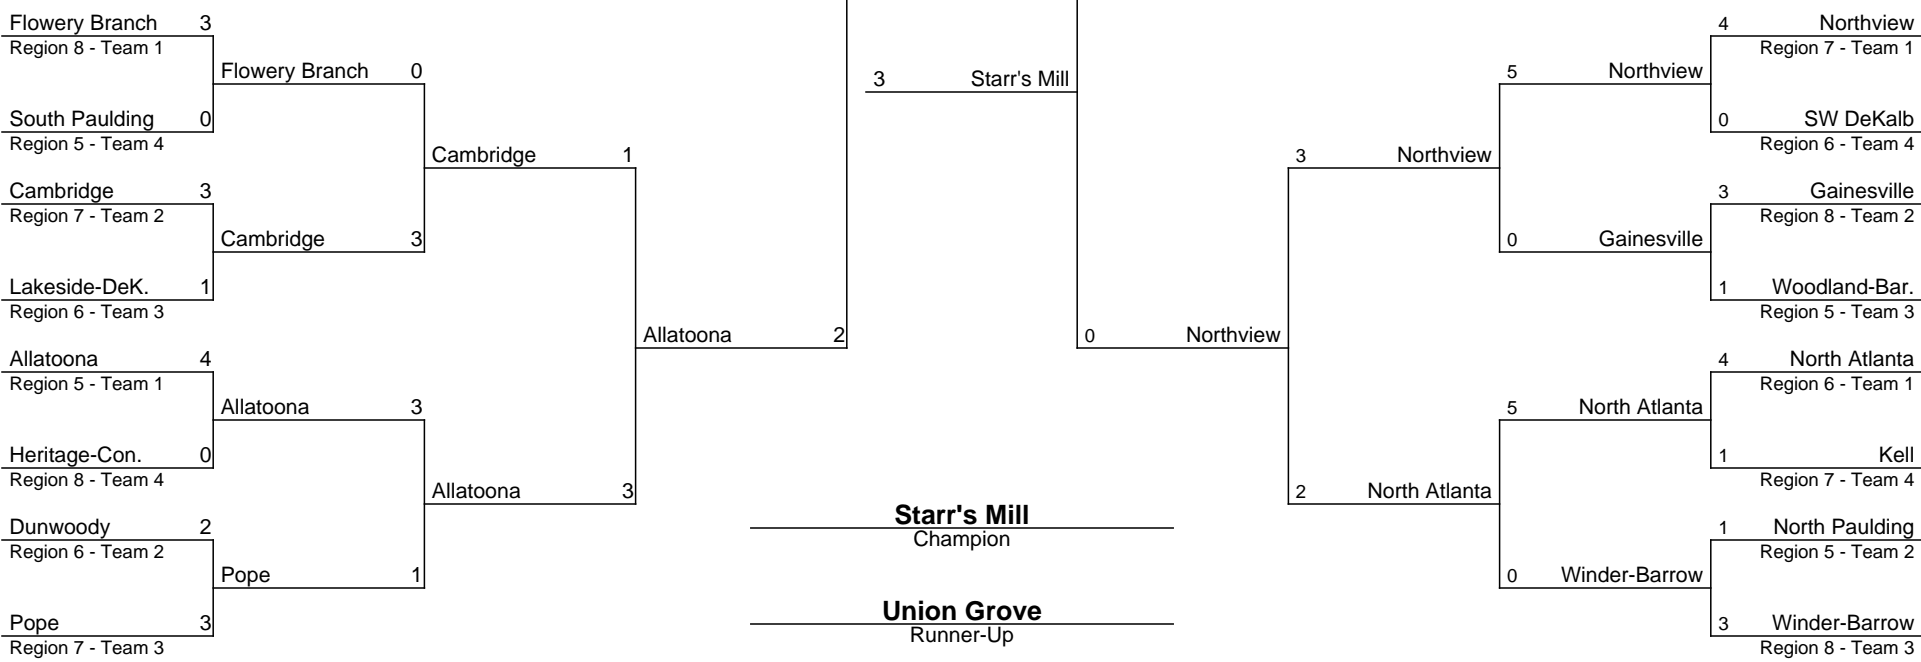 Flowery Branch 3
Region 8 - Team 1
South Paulding 0
Region 5 - Team 4
Cambridge 3
Region 7 - Team 2
Lakeside-DeK. 1
Region 6 - Team 3
Allatoona 4
Region 5 - Team 1
Heritage-Con. 0
Region 8 - Team 4
Dunwoody 2
Region 6 - Team 2
Pope 3
Region 7 - Team 3
Flowery Branch 0
Cambridge 3
Allatoona 3
Pope 1
Cambridge 1
Allatoona 3
Allatoona 2
3 Starr's Mill
Starr's Mill
Champion
Union Grove
Runner-Up
0 Northview
3 Northview
2 North Atlanta
5 Northview
0 Gainesville
5 North Atlanta
0 Winder-Barrow
4 Northview
Region 7 - Team 1
0 SW DeKalb
Region 6 - Team 4
3 Gainesville
Region 8 - Team 2
1 Woodland-Bar.
Region 5 - Team 3
4 North Atlanta
Region 6 - Team 1
1 Kell
Region 7 - Team 4
1 North Paulding
Region 5 - Team 2
3 Winder-Barrow
Region 8 - Team 3